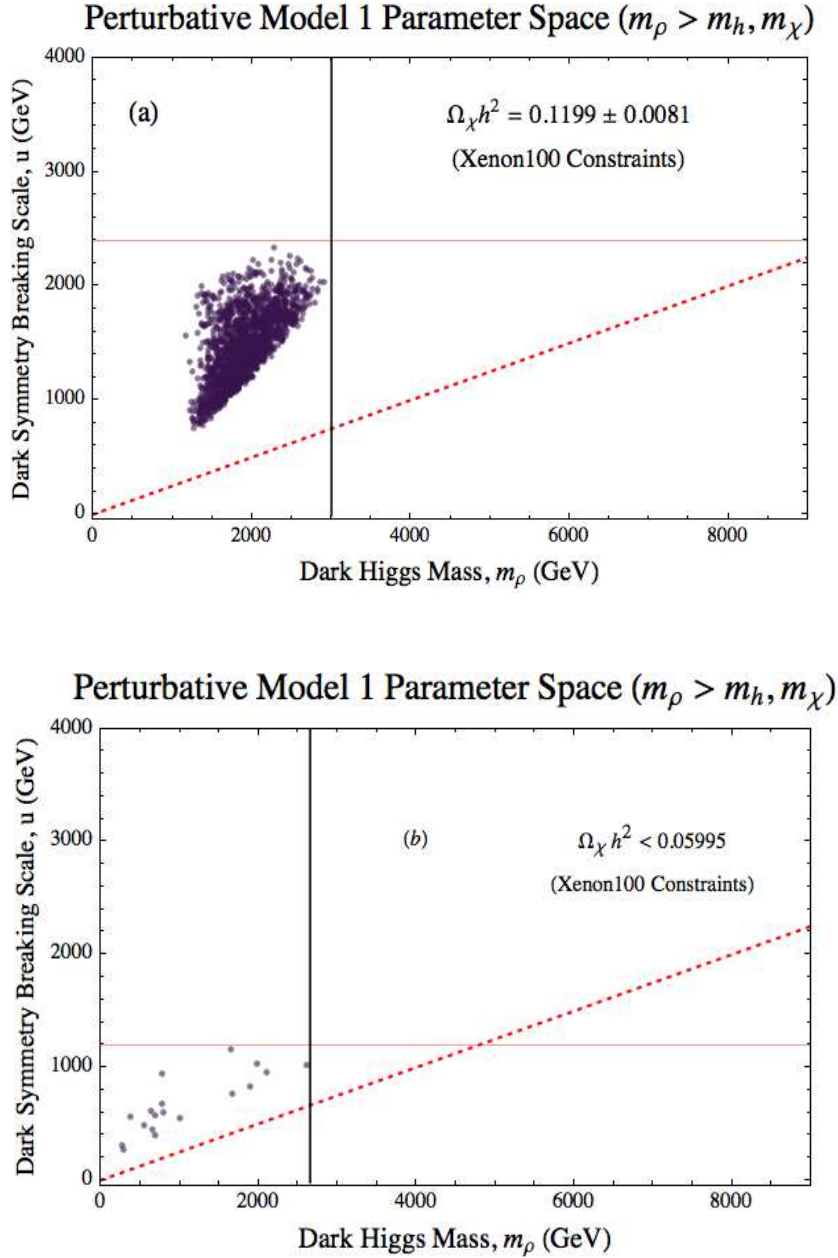 Perturbative Model 1 Parameter Space (mρ > mh, mχ)
4000
3000
2000
1000
0
Dark Symmetry Breaking Scale, u (GeV)
(a)
Ωχh² = 0.1199 ± 0.0081
(Xenon100 Constraints)
0 2000 4000 6000 8000
Dark Higgs Mass, mρ (GeV)
Perturbative Model 1 Parameter Space (mρ > mh, mχ)
4000
3000
2000
1000
0
Dark Symmetry Breaking Scale, u (GeV)
(b)
Ωχ h² < 0.05995
(Xenon100 Constraints)
0 2000 4000 6000 8000
Dark Higgs Mass, mρ (GeV)